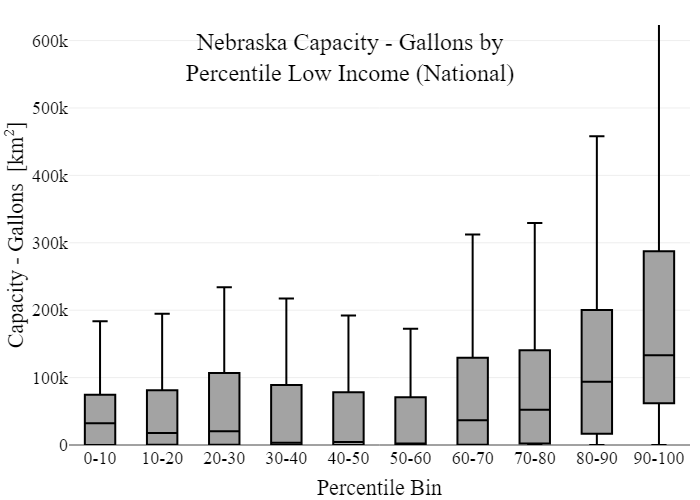 Nebraska Capacity - Gallons by
Percentile Low Income (National)
Capacity - Gallons [km²]
600k
500k
400k
300k
200k
100k
0
0-10 10-20 20-30 30-40 40-50 50-60 60-70 70-80 80-90 90-100
Percentile Bin